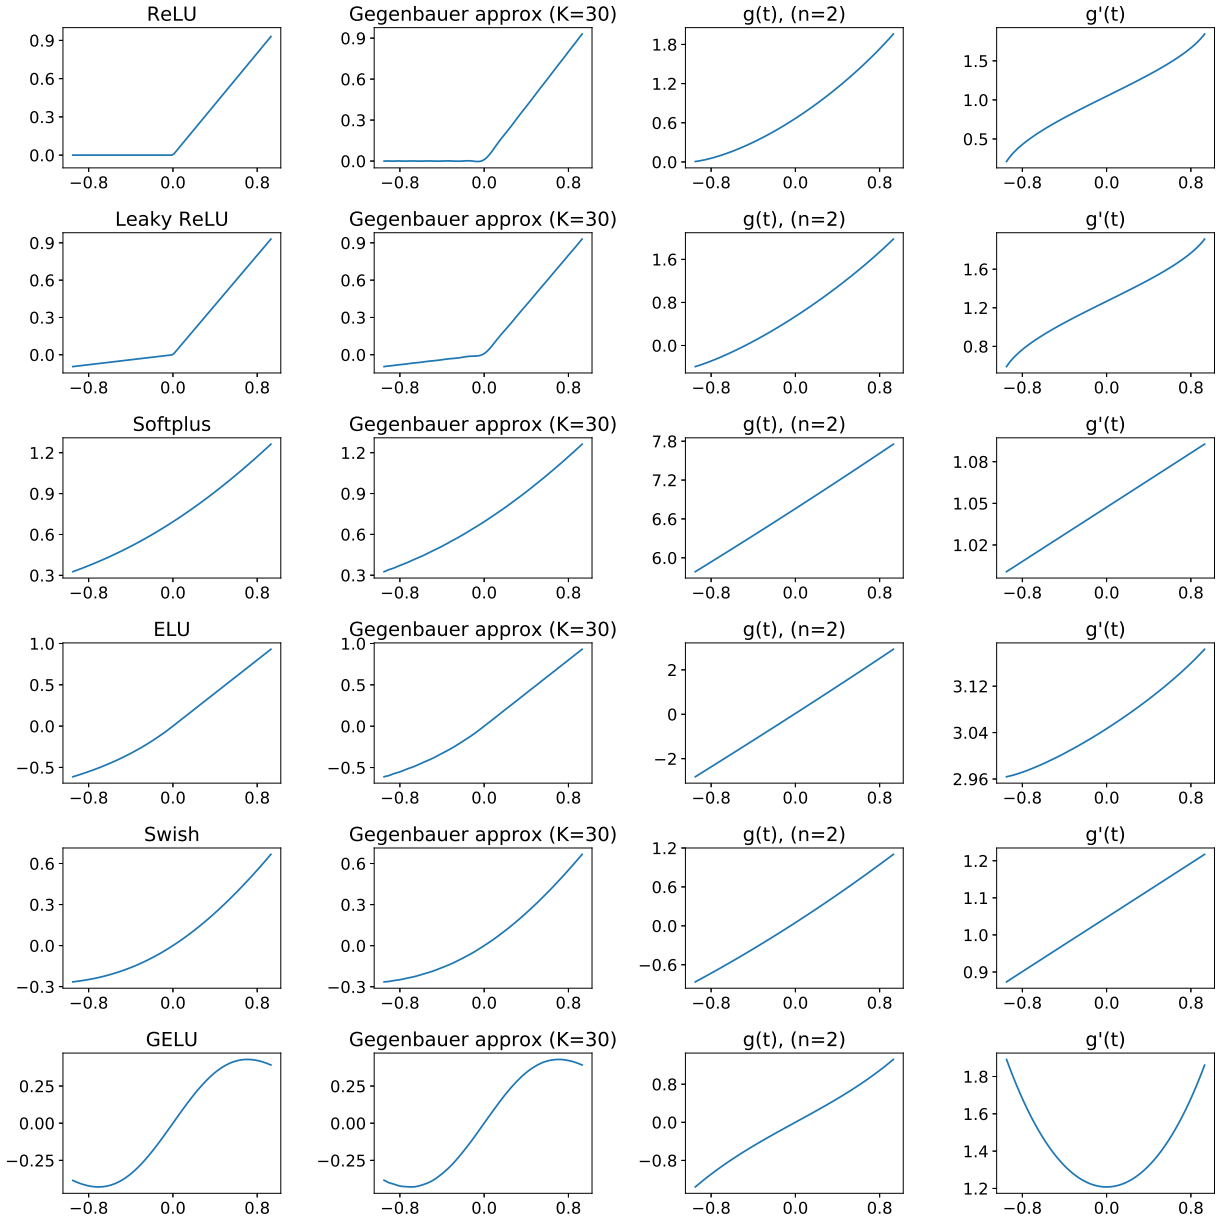 ReLU Gegenbauer approx (K=30) g(t), (n=2) g'(t)
0.9 0.9 1.8 1.5
0.6 0.6 1.2 1.0
0.3 0.3 0.6 0.5
0.0 0.0 0.0
−0.8 0.0 0.8 −0.8 0.0 0.8 −0.8 0.0 0.8 −0.8 0.0 0.8
Leaky ReLU Gegenbauer approx (K=30) g(t), (n=2) g'(t)
0.9 0.9 1.6 1.6
0.6 0.6 0.8 1.2
0.3 0.3 0.0 0.8
0.0 0.0
−0.8 0.0 0.8 −0.8 0.0 0.8 −0.8 0.0 0.8 −0.8 0.0 0.8
Softplus Gegenbauer approx (K=30) g(t), (n=2) g'(t)
1.2 1.2 7.8 1.08
0.9 0.9 7.2 1.05
0.6 0.6 6.6 1.02
0.3 0.3 6.0
−0.8 0.0 0.8 −0.8 0.0 0.8 −0.8 0.0 0.8 −0.8 0.0 0.8
ELU Gegenbauer approx (K=30) g(t), (n=2) g'(t)
1.0 1.0 2 3.12
0.5 0.5 0 3.04
0.0 0.0 −2 2.96
−0.5 −0.5
−0.8 0.0 0.8 −0.8 0.0 0.8 −0.8 0.0 0.8 −0.8 0.0 0.8
Swish Gegenbauer approx (K=30) g(t), (n=2) g'(t)
0.6 0.6 1.2 1.2
0.3 0.3 0.6 1.1
0.0 0.0 0.0 1.0
−0.3 −0.3 −0.6 0.9
−0.8 0.0 0.8 −0.8 0.0 0.8 −0.8 0.0 0.8 −0.8 0.0 0.8
GELU Gegenbauer approx (K=30) g(t), (n=2) g'(t)
0.25 0.25 0.8 1.8
0.00 0.00 0.0 1.6
−0.25 −0.25 −0.8 1.4
1.2
−0.8 0.0 0.8 −0.8 0.0 0.8 −0.8 0.0 0.8 −0.8 0.0 0.8